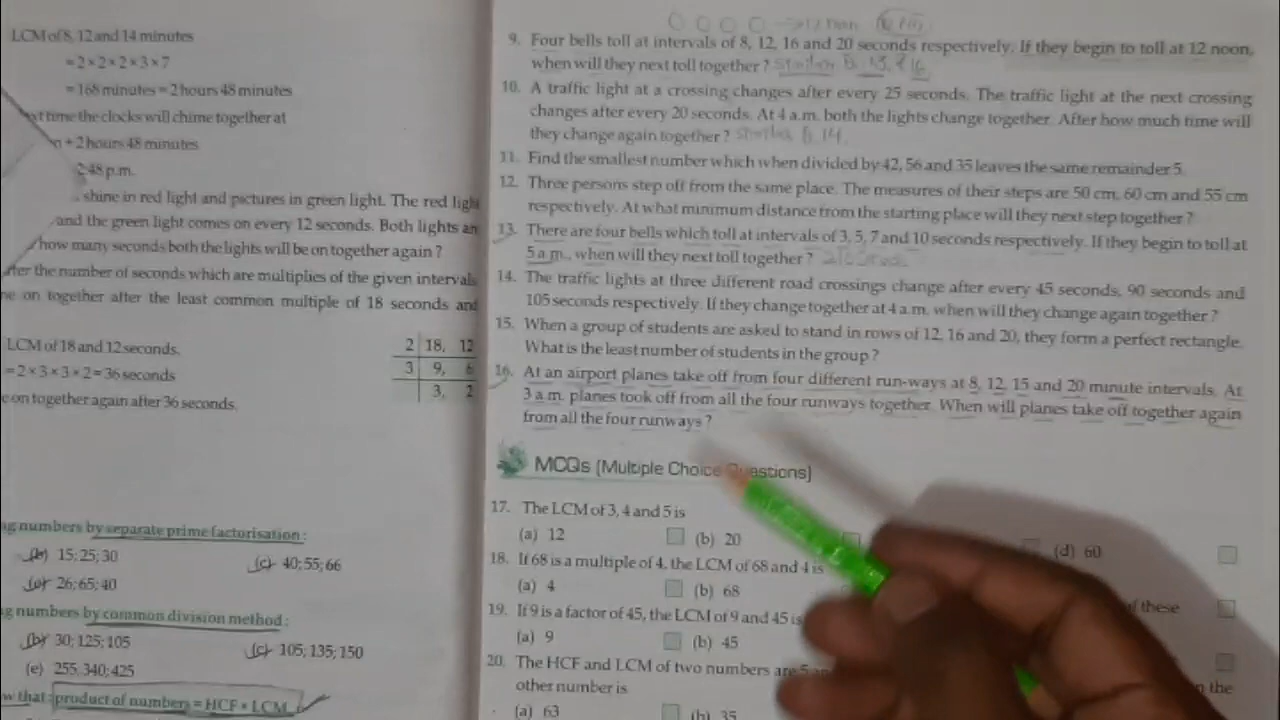 LCM of 8, 12 and 14 minutes
= 2 × 2 × 2 × 3 × 7
= 168 minutes = 2 hours 48 minutes
time the clocks will chime together at
+ 2 hours 48 minutes
2:48 p.m.
shine in red light and pictures in green light. The red light
and the green light comes on every 12 seconds. Both lights
how many seconds both the lights will be on together again?
the number of seconds which are multiplies of the given intervals
on together after the least common multiple of 18 seconds and
LCM of 18 and 12 seconds.
= 2 × 3 × 3 × 2 = 36 seconds
on together again after 36 seconds.
2 18, 12
3 9, 6
3, 2
numbers by separate prime factorisation :
(b) 15; 25; 30
(c) 40; 55; 66
26; 65; 40
numbers by common division method :
(b) 30; 125; 105
(c) 105; 135; 150
(e) 255; 340; 425
that : product of numbers = HCF × LCM
9. Four bells toll at intervals of 8, 12, 16 and 20 seconds respectively. If they begin to toll at 12 noon,
when will they next toll together ?
10. A traffic light at a crossing changes after every 25 seconds. The traffic light at the next crossing
changes after every 20 seconds. At 4 a.m. both the lights change together. After how much time will
they change again together ?
11. Find the smallest number which when divided by 42, 56 and 35 leaves the same remainder 5.
12. Three persons step off from the same place. The measures of their steps are 50 cm, 60 cm and 55 cm
respectively. At what minimum distance from the starting place will they next step together ?
13. There are four bells which toll at intervals of 3, 5, 7 and 10 seconds respectively. If they begin to toll at
5 a.m., when will they next toll together ?
14. The traffic lights at three different road crossings change after every 45 seconds, 90 seconds and
105 seconds respectively. If they change together at 4 a.m. when will they change again together ?
15. When a group of students are asked to stand in rows of 12, 16 and 20, they form a perfect rectangle.
What is the least number of students in the group ?
16. At an airport planes take off from four different run-ways at 8, 12, 15 and 20 minute intervals. At
3 a.m. planes took off from all the four runways together. When will planes take off together again
from all the four runways ?
MCQs (Multiple Choice Questions)
17. The LCM of 3, 4 and 5 is
(a) 12 (b) 20 (d) 60
18. If 68 is a multiple of 4, the LCM of 68 and 4 is
(a) 4 (b) 68 these
19. If 9 is a factor of 45, the LCM of 9 and 45 is
(a) 9 (b) 45
20. The HCF and LCM of two numbers are 5 the
other number is
(a) 63 (b) 35